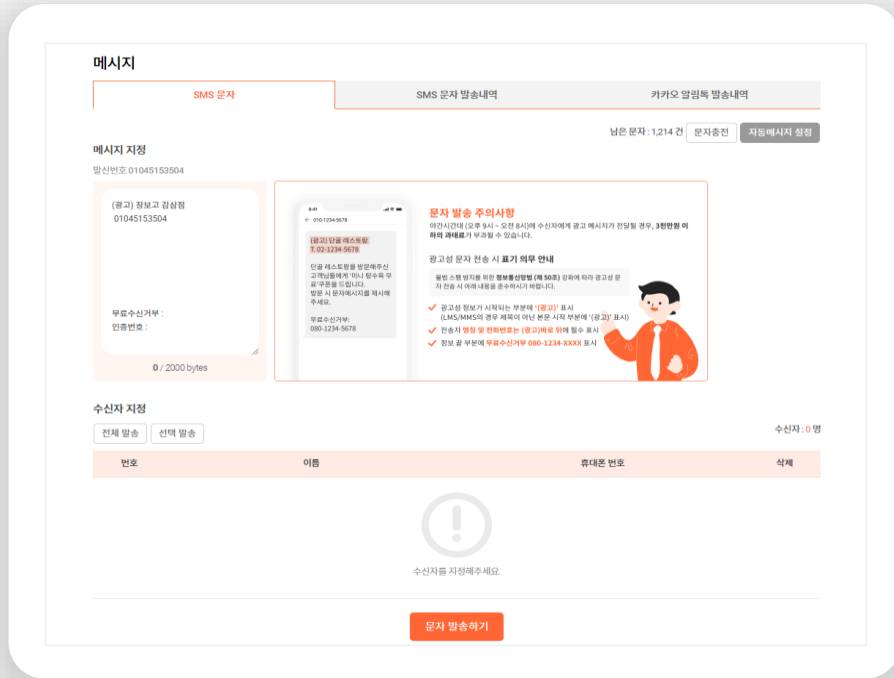 메시지
SMS 문자
SMS 문자 발송내역
카카오 알림톡 발송내역
남은 문자 : 1,214 건
문자충전
자동메시지 설정
메시지 지정
발신번호 01045153504
(광고) 장보고 감삼점
01045153504
무료수신거부 :
인증번호 :
0 / 2000 bytes
9:41
← 010-1234-5678
(광고) 단골 레스토랑
T. 02-1234-5678
단골 레스토랑을 방문해주신
고객님들에게 '미니 탕수육 무
료'쿠폰을 드립니다.
방문 시 문자메시지를 제시해
주세요.
무료수신거부:
080-1234-5678
문자 발송 주의사항
야간시간대 (오후 9시 ~ 오전 8시)에 수신자에게 광고 메시지가 전달될 경우, 3천만원 이
하의 과태료가 부과될 수 있습니다.
광고성 문자 전송 시 표기 의무 안내
불법 스팸 방지를 위한 정보통신망법 (제 50조) 강화에 따라 광고성 문
자 전송 시 아래 내용을 준수하시기 바랍니다.
✓ 광고성 정보가 시작되는 부분에 '(광고)' 표시
(LMS/MMS의 경우 제목이 아닌 본문 시작 부분에 '(광고)' 표시)
✓ 전송자 명칭 및 전화번호는 (광고)바로 뒤에 필수 표시
✓ 정보 끝 부분에 무료수신거부 080-1234-XXXX 표시
수신자 지정
전체 발송
선택 발송
수신자 : 0 명
번호
이름
휴대폰 번호
삭제
수신자를 지정해주세요.
문자 발송하기